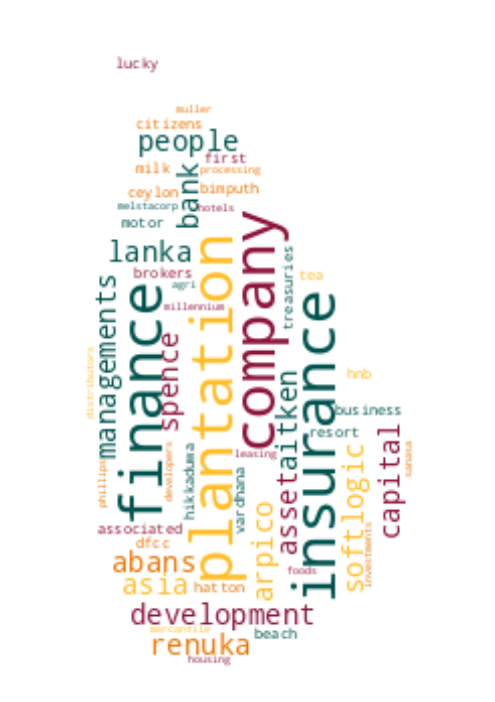 lucky
muller
citizens
people
first
milk
processing
ceylon
bimputh
bank
melstacorp
hotels
motor
lanka
company
brokers
treasuries
tea
agri
managements
finance
plantation
millennium
insurance
spence
distributors
hnb
aitken
business
resort
capital
asset
softlogic
sanasa
leasing
phillips
developers
hikkaduwa
vardhana
arpico
associated
dfcc
investments
abans
foods
asia
hatton
development
mercantile
beach
renuka
housing